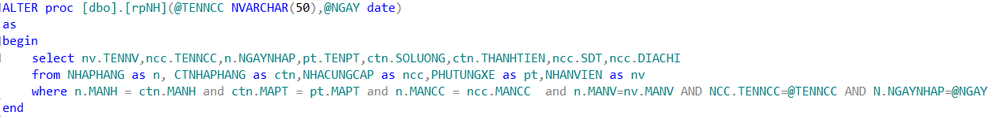 ALTER proc [dbo].[rpNH](@TENNCC NVARCHAR(50),@NGAY date)
as
begin
select nv.TENNV,ncc.TENNCC,n.NGAYNHAP,pt.TENPT,ctn.SOLUONG,ctn.THANHTIEN,ncc.SDT,ncc.DIACHI
from NHAPHANG as n, CTNHAPHANG as ctn,NHACUNGCAP as ncc,PHUTUNGXE as pt,NHANVIEN as nv
where n.MANH = ctn.MANH and ctn.MAPT = pt.MAPT and n.MANCC = ncc.MANCC  and n.MANV=nv.MANV AND NCC.TENNCC=@TENNCC AND N.NGAYNHAP=@NGAY
end